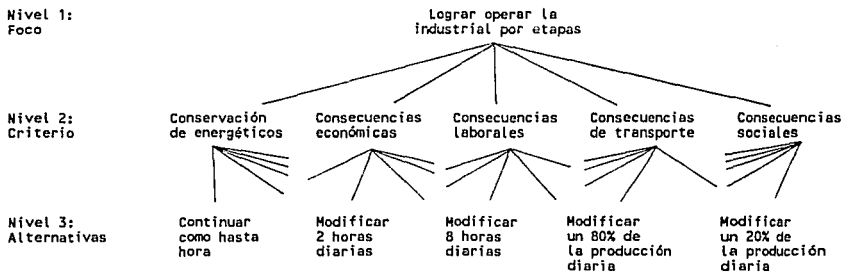 Nivel 1:
Foco
Lograr operar la
industrial por etapas
Nivel 2:
Criterio
Conservación
de energéticos
Consecuencias
económicas
Consecuencias
laborales
Consecuencias
de transporte
Consecuencias
sociales
Nivel 3:
Alternativas
Continuar
como hasta
hora
Modificar
2 horas
diarias
Modificar
8 horas
diarias
Modificar
un 80% de
la producción
diaria
Modificar
un 20% de
la producción
diaria